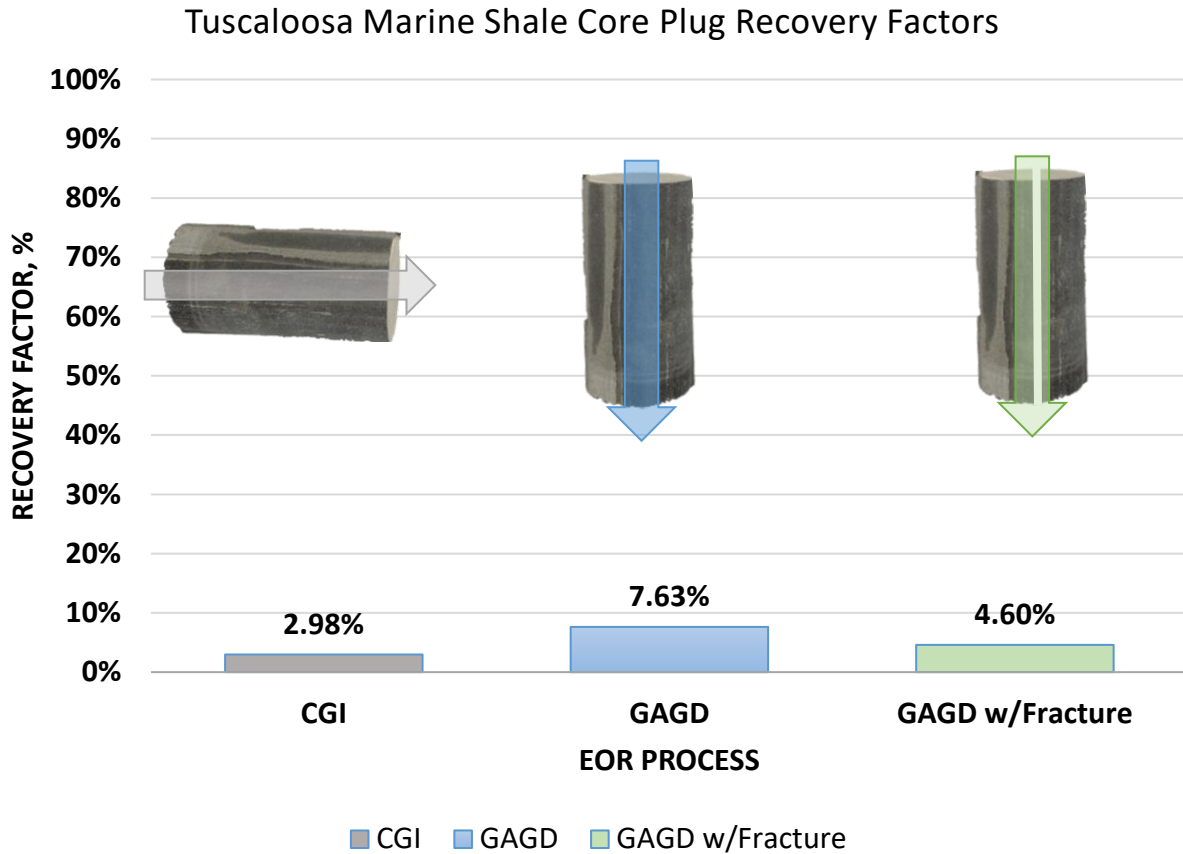 Tuscaloosa Marine Shale Core Plug Recovery Factors
RECOVERY FACTOR, %
100%
90%
80%
70%
60%
50%
40%
30%
20%
10%
0%
2.98%
7.63%
4.60%
CGI
GAGD
GAGD w/Fracture
EOR PROCESS
CGI
GAGD
GAGD w/Fracture